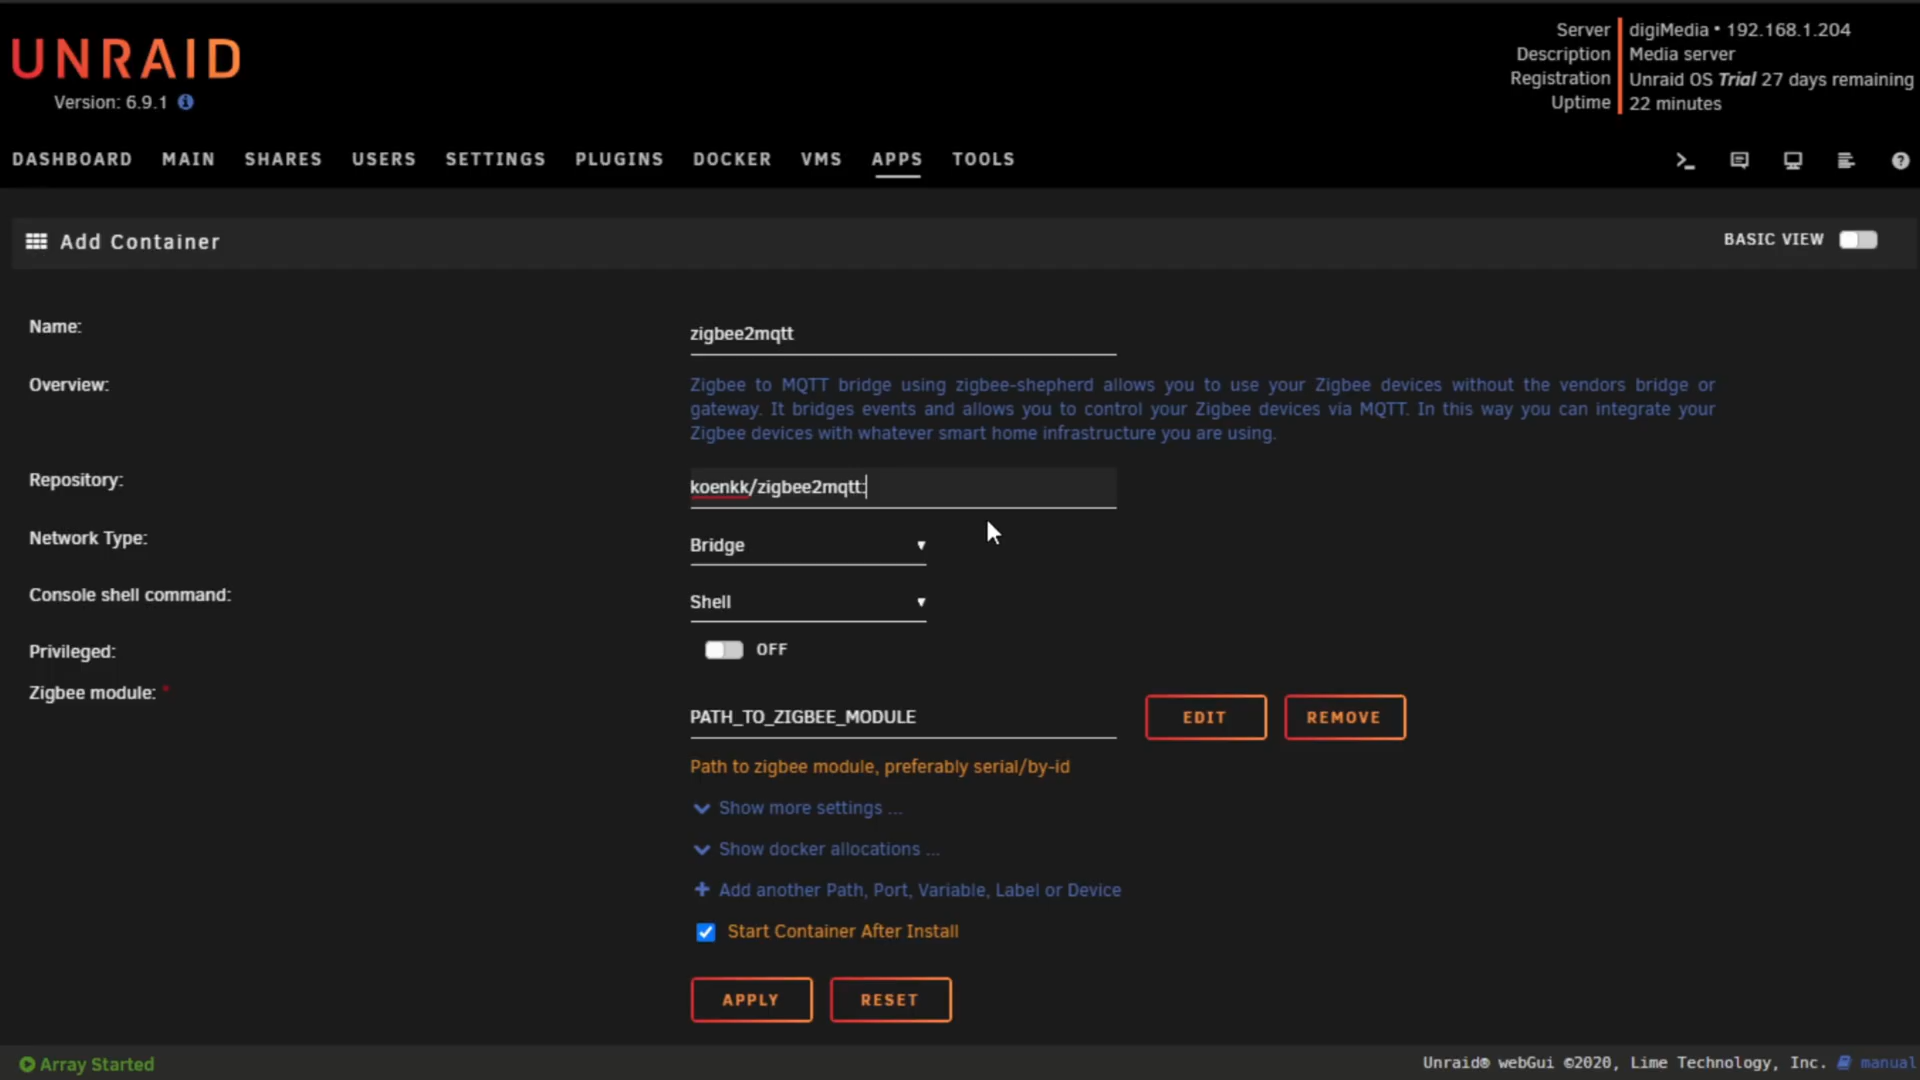 UNRAID
Version: 6.9.1
Server digiMedia • 192.168.1.204
Description Media server
Registration Unraid OS Trial 27 days remaining
Uptime 22 minutes
DASHBOARD MAIN SHARES USERS SETTINGS PLUGINS DOCKER VMS APPS TOOLS
Add Container
BASIC VIEW
Name:
zigbee2mqtt
Overview:
Zigbee to MQTT bridge using zigbee-shepherd allows you to use your Zigbee devices without the vendors bridge or
gateway. It bridges events and allows you to control your Zigbee devices via MQTT. In this way you can integrate your
Zigbee devices with whatever smart home infrastructure you are using.
Repository:
koenkk/zigbee2mqtt:
Network Type:
Bridge
Console shell command:
Shell
Privileged:
OFF
Zigbee module: *
PATH_TO_ZIGBEE_MODULE
EDIT
REMOVE
Path to zigbee module, preferably serial/by-id
Show more settings ...
Show docker allocations ...
Add another Path, Port, Variable, Label or Device
Start Container After Install
APPLY
RESET
Array Started
Unraid® webGui ©2020, Lime Technology, Inc. manual